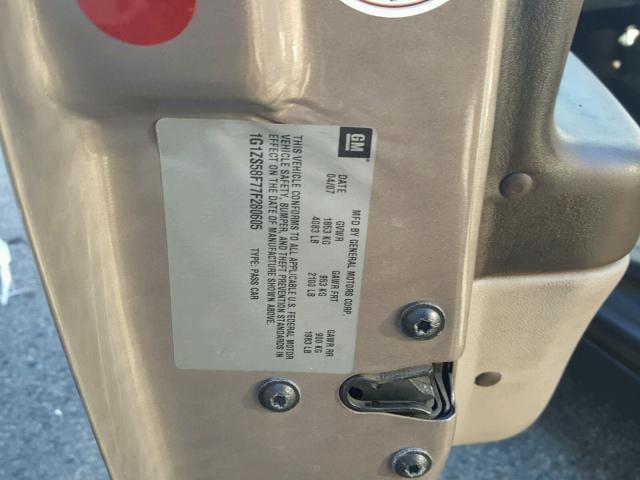 GM
MFD BY GENERAL MOTORS CORP.
DATE GVWR GAWR FRT GAWR RR
04/07 1853 KG 953 KG 900 KG
4083 LB 2100 LB 1983 LB
THIS VEHICLE CONFORMS TO ALL APPLICABLE U.S. FEDERAL MOTOR
VEHICLE SAFETY, BUMPER, AND THEFT PREVENTION STANDARDS IN
EFFECT ON THE DATE OF MANUFACTURE SHOWN ABOVE.
1G1ZS58F77F280605 TYPE: PASS CAR